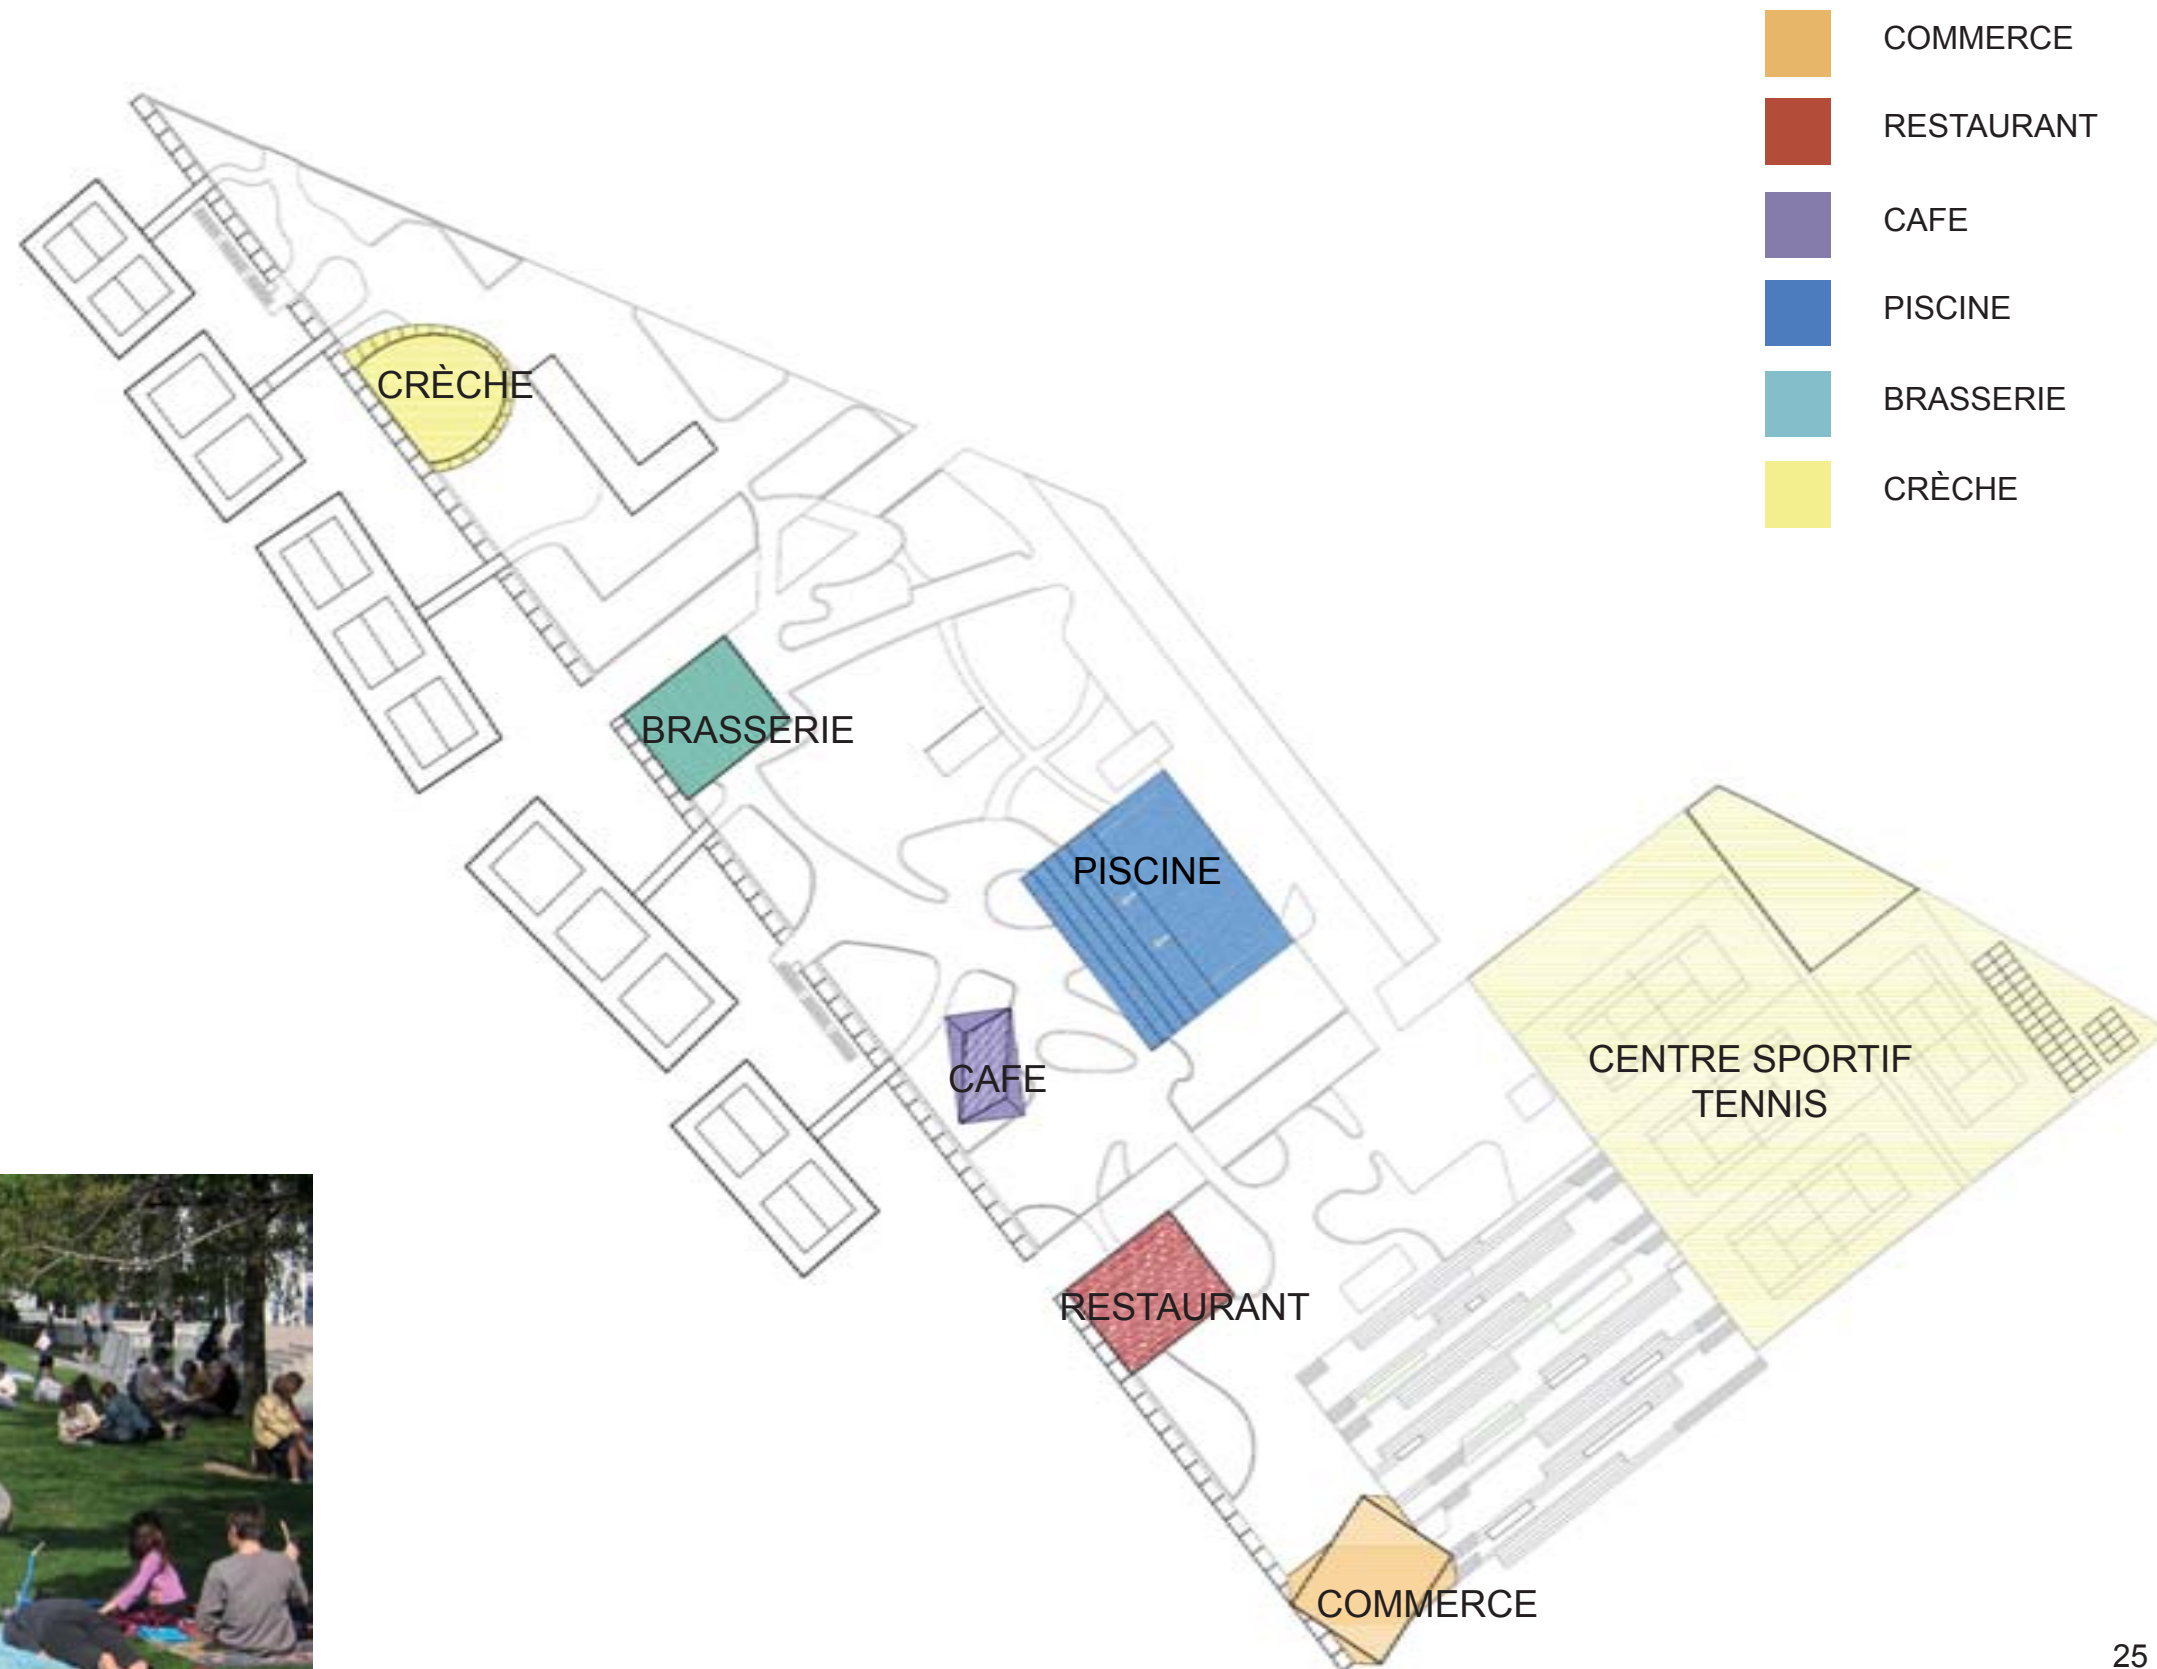 COMMERCE
RESTAURANT
CAFE
PISCINE
BRASSERIE
CRÈCHE
CRÈCHE
BRASSERIE
PISCINE
CENTRE SPORTIF
TENNIS
CAFE
RESTAURANT
COMMERCE
25